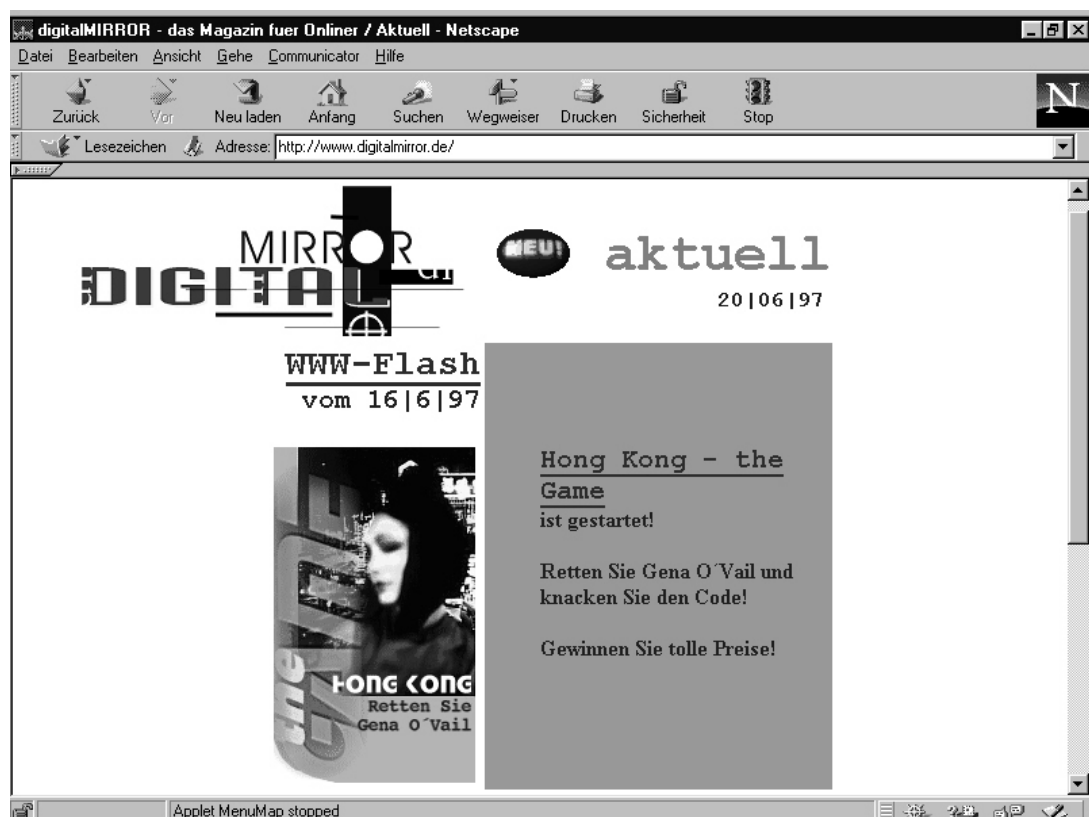 digitalMIRROR - das Magazin fuer Onliner / Aktuell - Netscape
Datei Bearbeiten Ansicht Gehe Communicator Hilfe
Zurück Vor Neu laden Anfang Suchen Wegweiser Drucken Sicherheit Stop
N
Lesezeichen Adresse: http://www.digitalmirror.de/
MIRROR
DIGITAL
NEU!
aktuell
20|06|97
WWW-Flash
vom 16|6|97
Hong Kong - the
Game
ist gestartet!
Retten Sie Gena O´Vail und
knacken Sie den Code!
Gewinnen Sie tolle Preise!
the GAME
HONG KONG
Retten Sie
Gena O´Vail
Applet MenuMap stopped